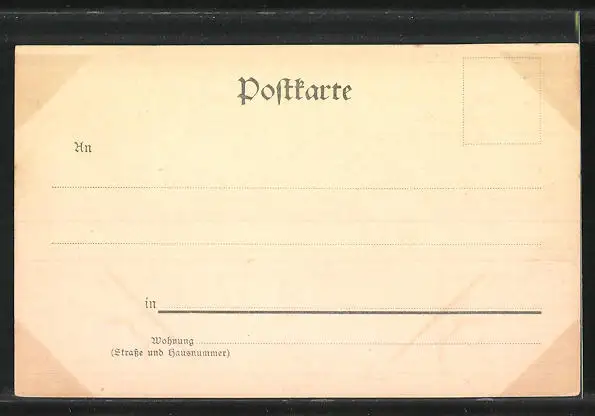 Postkarte
An
in
Wohnung
(Straße und Hausnummer)